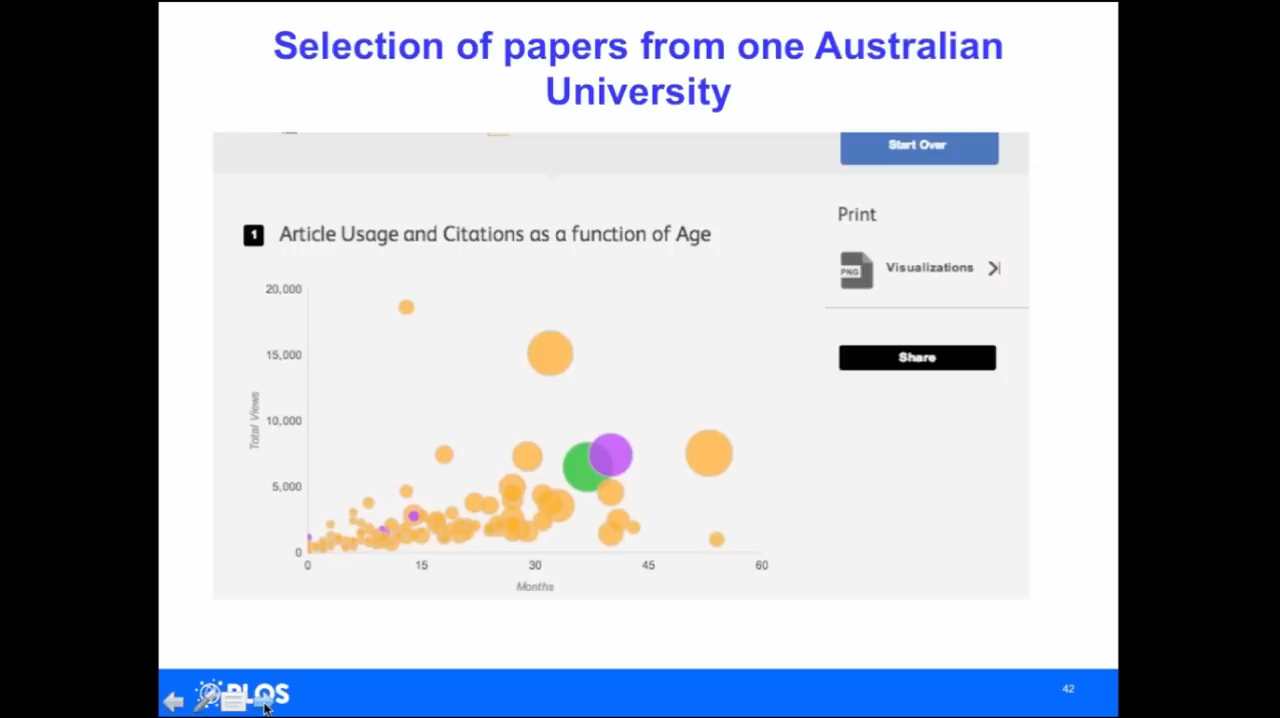 Selection of papers from one Australian
University
Start Over
1 Article Usage and Citations as a function of Age
Print
PNG Visualizations
Share
20,000
15,000
10,000
5,000
0
Total Views
0 15 30 45 60
Months
PLOS
42